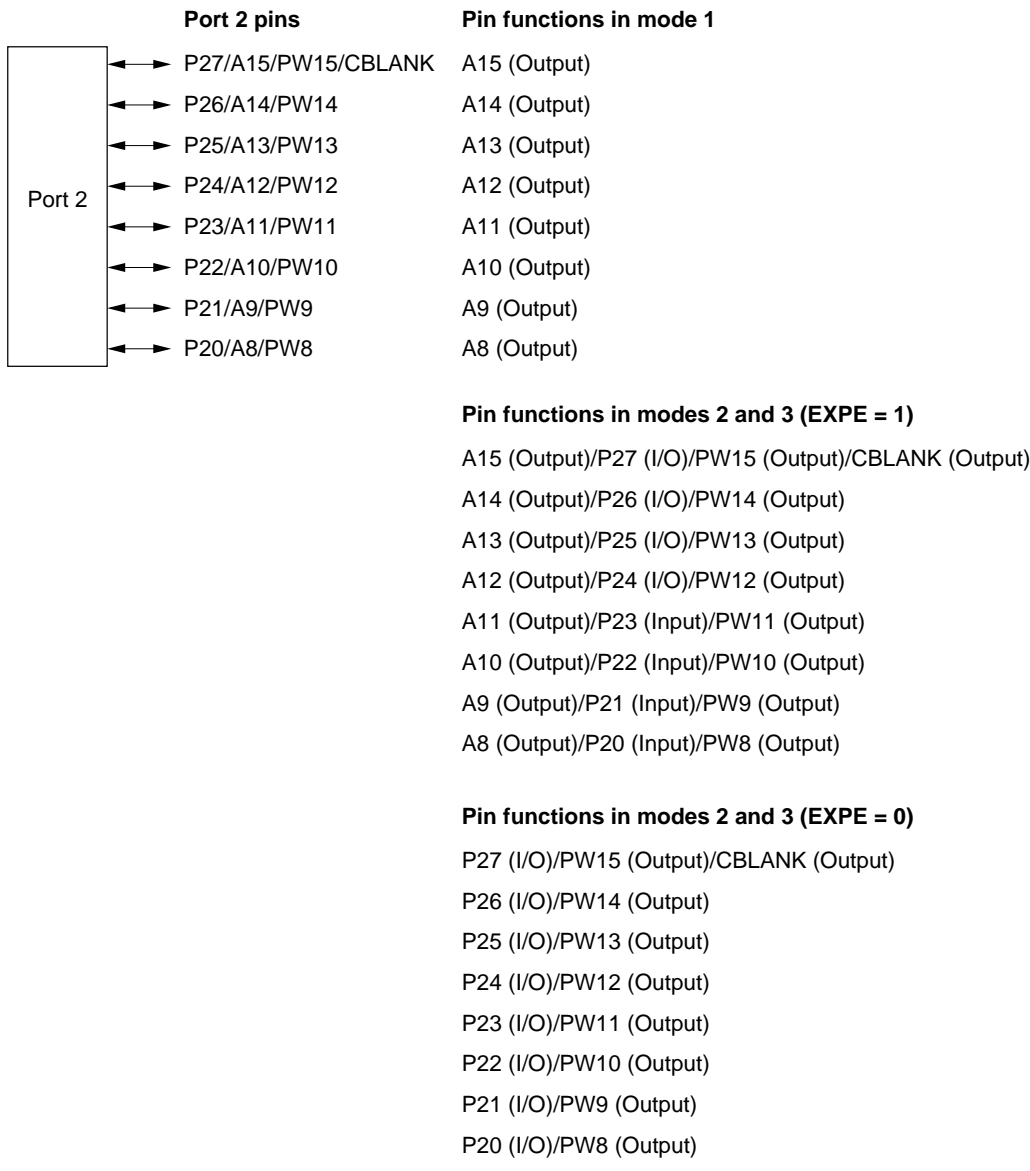 Port 2 pins Pin functions in mode 1
P27/A15/PW15/CBLANK A15 (Output)
P26/A14/PW14 A14 (Output)
P25/A13/PW13 A13 (Output)
P24/A12/PW12 A12 (Output)
Port 2
P23/A11/PW11 A11 (Output)
P22/A10/PW10 A10 (Output)
P21/A9/PW9 A9 (Output)
P20/A8/PW8 A8 (Output)
Pin functions in modes 2 and 3 (EXPE = 1)
A15 (Output)/P27 (I/O)/PW15 (Output)/CBLANK (Output)
A14 (Output)/P26 (I/O)/PW14 (Output)
A13 (Output)/P25 (I/O)/PW13 (Output)
A12 (Output)/P24 (I/O)/PW12 (Output)
A11 (Output)/P23 (Input)/PW11 (Output)
A10 (Output)/P22 (Input)/PW10 (Output)
A9 (Output)/P21 (Input)/PW9 (Output)
A8 (Output)/P20 (Input)/PW8 (Output)
Pin functions in modes 2 and 3 (EXPE = 0)
P27 (I/O)/PW15 (Output)/CBLANK (Output)
P26 (I/O)/PW14 (Output)
P25 (I/O)/PW13 (Output)
P24 (I/O)/PW12 (Output)
P23 (I/O)/PW11 (Output)
P22 (I/O)/PW10 (Output)
P21 (I/O)/PW9 (Output)
P20 (I/O)/PW8 (Output)